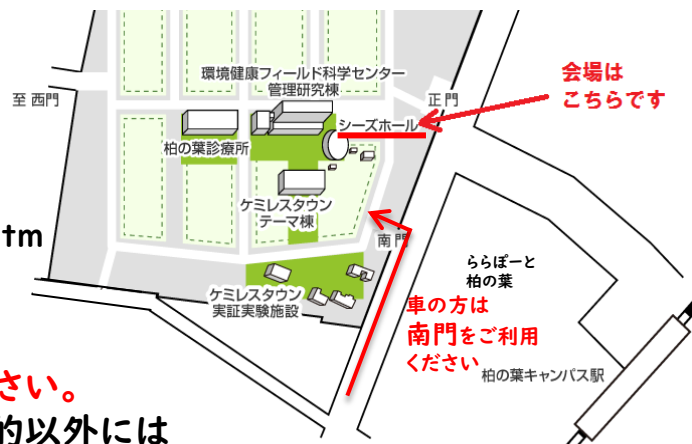 環境健康フィールド科学センター
管理研究棟
会場は
こちらです
至 西門
正門
シーズホール
柏の葉診療所
ケミレスタウン
テーマ棟
tm
南門
ららぽーと
柏の葉
ケミレスタウン
実証実験施設
車の方は
南門をご利用
ください
柏の葉キャンパス駅
さい。
的以外には